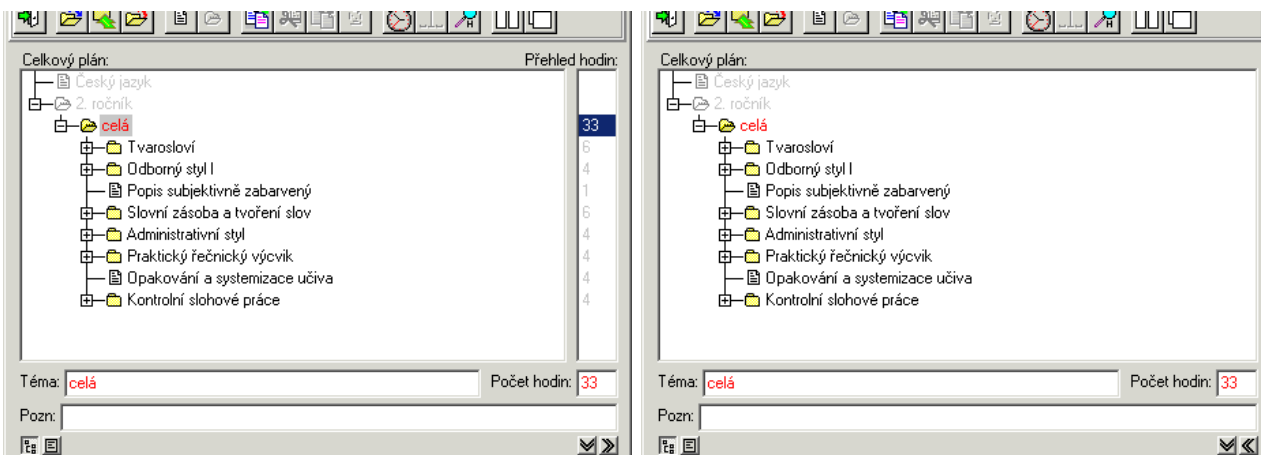 Celkový plán: Přehled hodin:
Český jazyk
2. ročník
celá 33
Tvarosloví 6
Odborný styl I 4
Popis subjektivně zabarvený 1
Slovní zásoba a tvoření slov 6
Administrativní styl 4
Praktický řečnický výcvik 4
Opakování a systemizace učiva 4
Kontrolní slohové práce 4
Téma: celá Počet hodin: 33
Pozn:
Celkový plán:
Český jazyk
2. ročník
celá
Tvarosloví
Odborný styl I
Popis subjektivně zabarvený
Slovní zásoba a tvoření slov
Administrativní styl
Praktický řečnický výcvik
Opakování a systemizace učiva
Kontrolní slohové práce
Téma: celá Počet hodin: 33
Pozn: